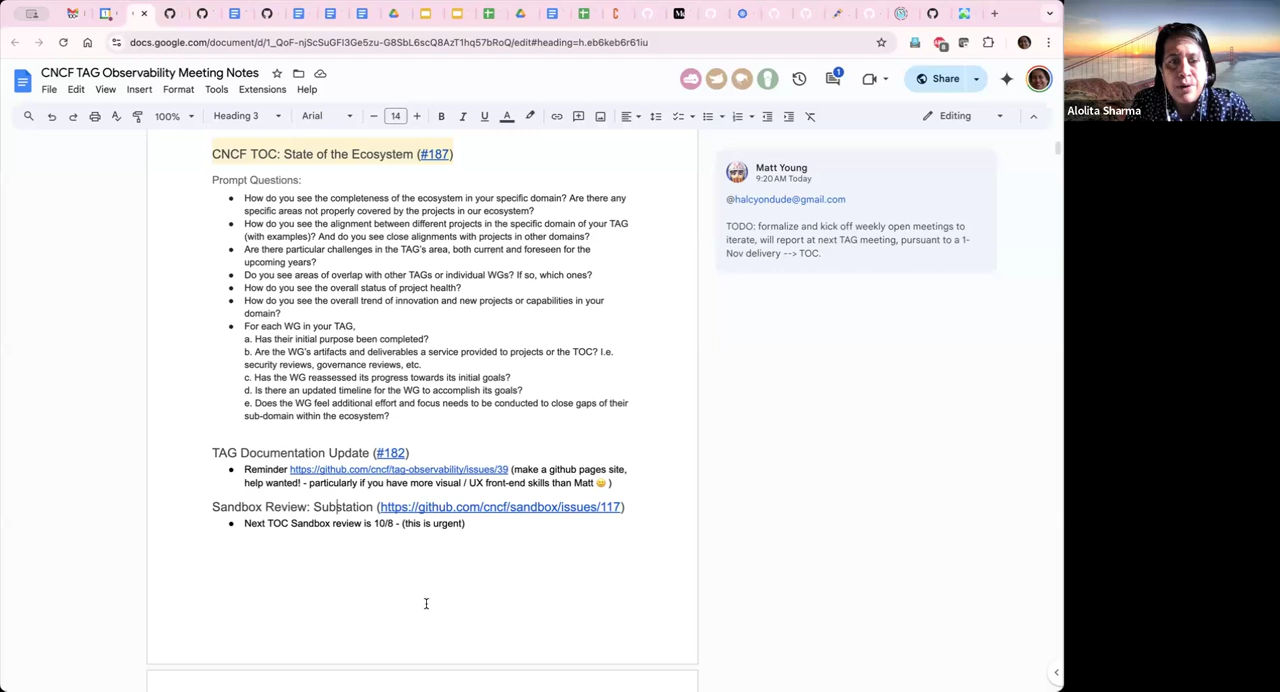 docs.google.com/document/d/1_QoF-njScSuGFI3Ge5zu-G8SbL6scQ8AzT1hq57bRoQ/edit#heading=h.eb6keb6r61iu
CNCF TAG Observability Meeting Notes
File Edit View Insert Format Tools Extensions Help
1
Share
100%
Heading 3
Arial
14
B I U A
Editing
CNCF TOC: State of the Ecosystem (#187)
Prompt Questions:
● How do you see the completeness of the ecosystem in your specific domain? Are there any
specific areas not properly covered by the projects in our ecosystem?
● How do you see the alignment between different projects in the specific domain of your TAG
(with examples)? And do you see close alignments with projects in other domains?
● Are there particular challenges in the TAG's area, both current and foreseen for the
upcoming years?
● Do you see areas of overlap with other TAGs or individual WGs? If so, which ones?
● How do you see the overall status of project health?
● How do you see the overall trend of innovation and new projects or capabilities in your
domain?
● For each WG in your TAG,
a. Has their initial purpose been completed?
b. Are the WG's artifacts and deliverables a service provided to projects or the TOC? I.e.
security reviews, governance reviews, etc.
c. Has the WG reassessed its progress towards its initial goals?
d. Is there an updated timeline for the WG to accomplish its goals?
e. Does the WG feel additional effort and focus needs to be conducted to close gaps of their
sub-domain within the ecosystem?
TAG Documentation Update (#182)
● Reminder https://github.com/cncf/tag-observability/issues/39 (make a github pages site,
help wanted! - particularly if you have more visual / UX front-end skills than Matt 😀 )
Sandbox Review: Substation (https://github.com/cncf/sandbox/issues/117)
● Next TOC Sandbox review is 10/8 - (this is urgent)
Matt Young
9:20 AM Today
@halcyondude@gmail.com
TODO: formalize and kick off weekly open meetings to
iterate, will report at next TAG meeting, pursuant to a 1-
Nov delivery --> TOC.
Alolita Sharma